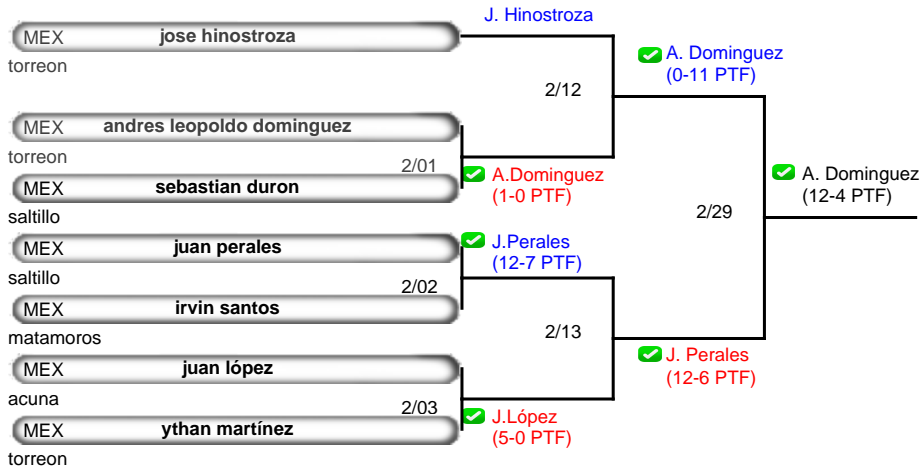 J. Hinostroza
MEX jose hinostroza
torreon
A. Dominguez
(0-11 PTF)
2/12
MEX andres leopoldo dominguez
torreon
2/01
A.Dominguez
(1-0 PTF)
MEX sebastian duron
saltillo
A. Dominguez
(12-4 PTF)
2/29
MEX juan perales
saltillo
J.Perales
(12-7 PTF)
2/02
MEX irvin santos
matamoros
2/13
J. Perales
(12-6 PTF)
MEX juan lópez
acuna
2/03
J.López
(5-0 PTF)
MEX ythan martínez
torreon